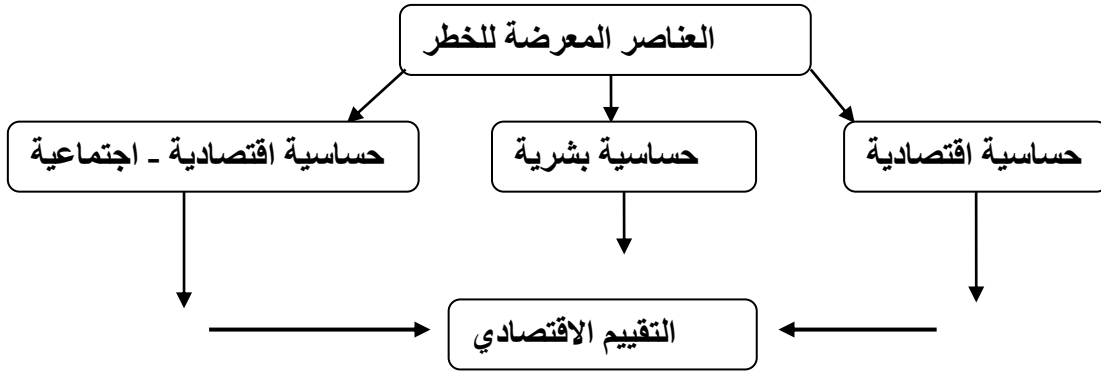 العناصر المعرضة للخطر
حساسية اقتصادية
حساسية بشرية
حساسية اقتصادية - اجتماعية
التقييم الاقتصادي